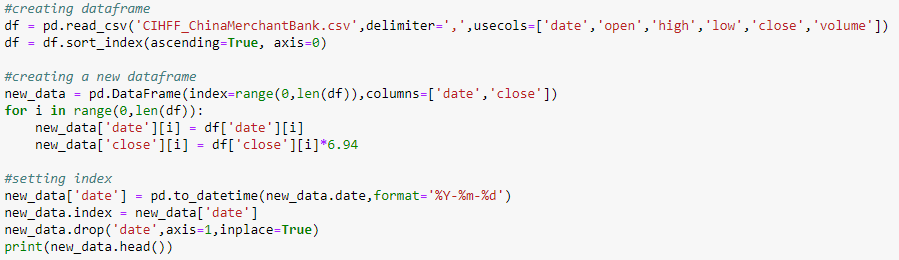 #creating dataframe
df = pd.read_csv('CIHFF_ChinaMerchantBank.csv',delimiter=',',usecols=['date','open','high','low','close','volume'])
df = df.sort_index(ascending=True, axis=0)
#creating a new dataframe
new_data = pd.DataFrame(index=range(0,len(df)),columns=['date','close'])
for i in range(0,len(df)):
    new_data['date'][i] = df['date'][i]
    new_data['close'][i] = df['close'][i]*6.94
#setting index
new_data['date'] = pd.to_datetime(new_data.date,format='%Y-%m-%d')
new_data.index = new_data['date']
new_data.drop('date',axis=1,inplace=True)
print(new_data.head())